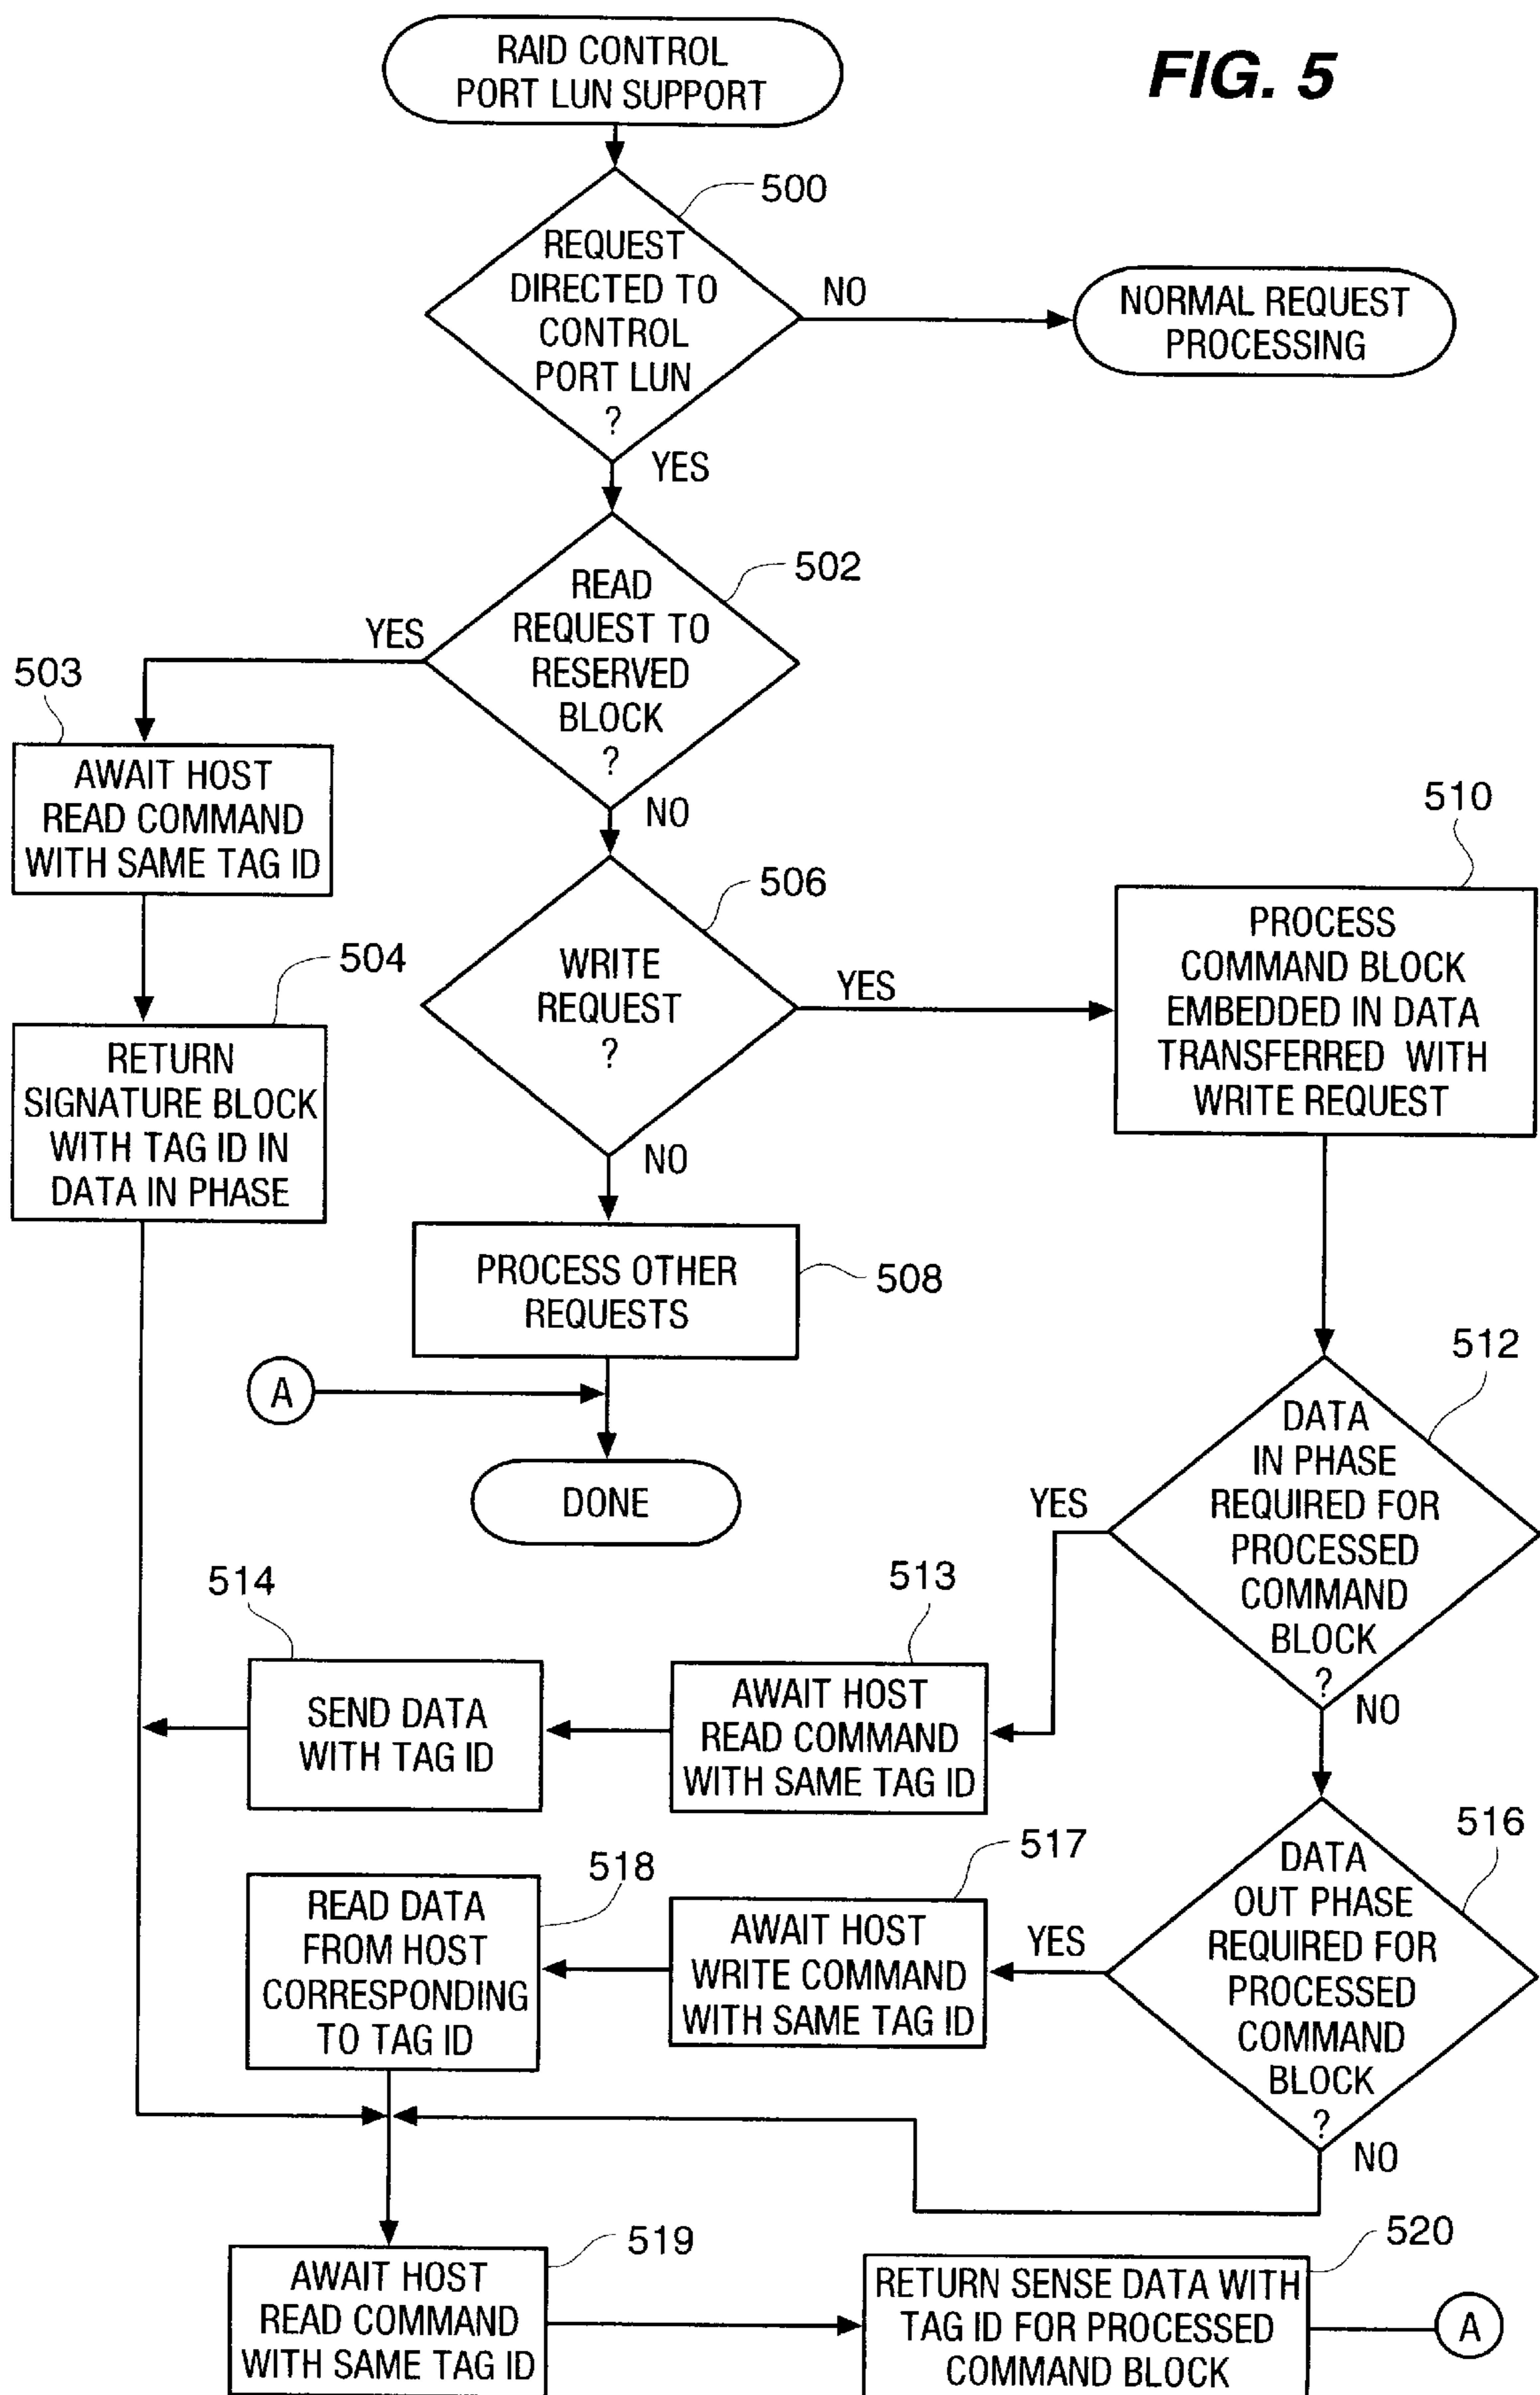 RAID CONTROL
PORT LUN SUPPORT
FIG. 5
500
REQUEST
DIRECTED TO
CONTROL
PORT LUN
?
NO
NORMAL REQUEST
PROCESSING
YES
502
READ
REQUEST TO
RESERVED
BLOCK
?
YES
503
AWAIT HOST
READ COMMAND
WITH SAME TAG ID
NO
504
RETURN
SIGNATURE BLOCK
WITH TAG ID IN
DATA IN PHASE
506
WRITE
REQUEST
?
YES
510
PROCESS
COMMAND BLOCK
EMBEDDED IN DATA
TRANSFERRED WITH
WRITE REQUEST
NO
PROCESS OTHER
REQUESTS
508
A
DONE
512
DATA
IN PHASE
REQUIRED FOR
PROCESSED
COMMAND
BLOCK
?
YES
NO
513
AWAIT HOST
READ COMMAND
WITH SAME TAG ID
514
SEND DATA
WITH TAG ID
516
DATA
OUT PHASE
REQUIRED FOR
PROCESSED
COMMAND
BLOCK
?
YES
NO
517
AWAIT HOST
WRITE COMMAND
WITH SAME TAG ID
518
READ DATA
FROM HOST
CORRESPONDING
TO TAG ID
519
AWAIT HOST
READ COMMAND
WITH SAME TAG ID
520
RETURN SENSE DATA WITH
TAG ID FOR PROCESSED
COMMAND BLOCK
A